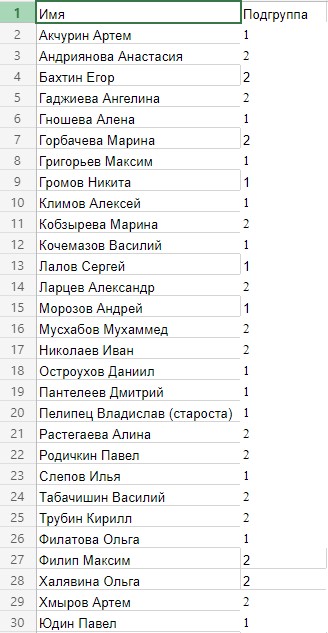 1 Имя Подгруппа
2 Акчурин Артем 1
3 Андриянова Анастасия 2
4 Бахтин Егор 2
5 Гаджиева Ангелина 2
6 Гношева Алена 1
7 Горбачева Марина 2
8 Григорьев Максим 1
9 Громов Никита 1
10 Климов Алексей 1
11 Кобзырева Марина 2
12 Кочемазов Василий 1
13 Лалов Сергей 1
14 Ларцев Александр 2
15 Морозов Андрей 1
16 Мусхабов Мухаммед 2
17 Николаев Иван 2
18 Остроухов Даниил 1
19 Пантелеев Дмитрий 1
20 Пелипец Владислав (староста) 1
21 Растегаева Алина 2
22 Родичкин Павел 2
23 Слепов Илья 1
24 Табачишин Василий 2
25 Трубин Кирилл 2
26 Филатова Ольга 1
27 Филип Максим 2
28 Халявина Ольга 2
29 Хмыров Артем 2
30 Юдин Павел 1